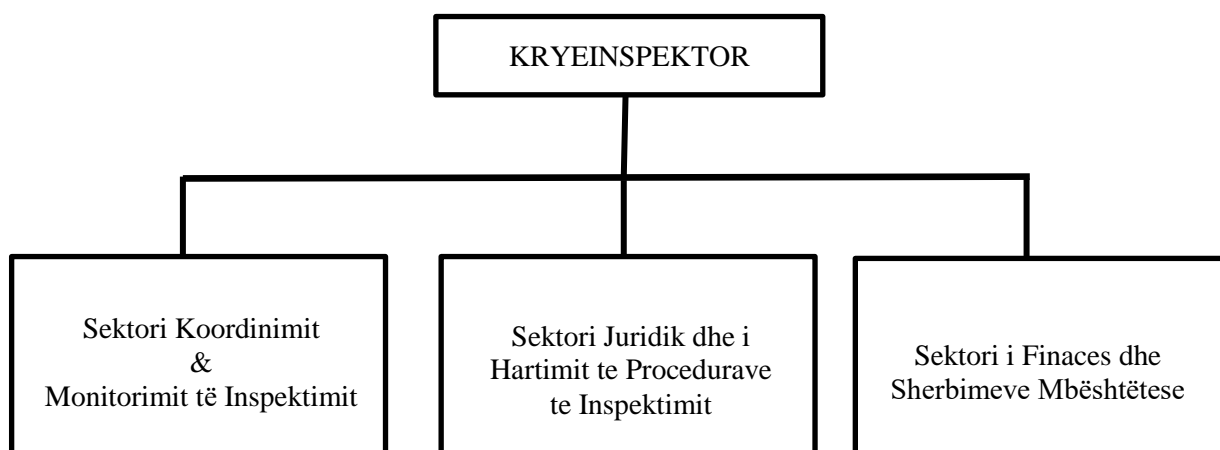 KRYEINSPEKTOR
Sektori Koordinimit
&
Monitorimit të Inspektimit
Sektori Juridik dhe i
Hartimit te Procedurave
te Inspektimit
Sektori i Finaces dhe
Sherbimeve Mbështëtese